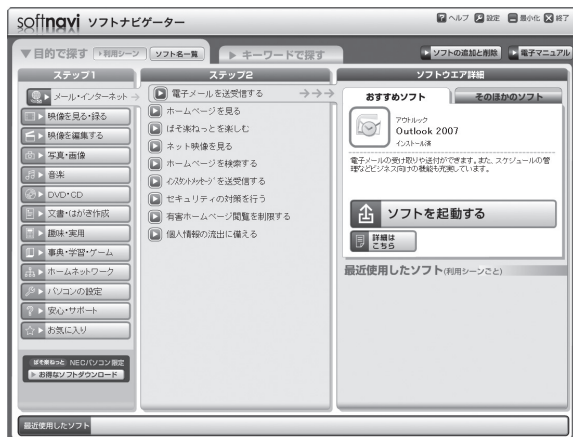 softnavi ソフトナビゲーター
ヘルプ 設定 最小化 終了
▼目的で探す ▶利用シーン ソフト名一覧 ▶ キーワードで探す ▶ソフトの追加と削除 ▶電子マニュアル
ステップ1
メール・インターネット
映像を見る・録る
映像を編集する
写真・画像
音楽
DVD・CD
文書・はがき作成
趣味・実用
事典・学習・ゲーム
ホームネットワーク
パソコンの設定
安心・サポート
お気に入り
ぱそ楽ねっと NECパソコン限定
▶お得なソフトダウンロード
ステップ2
電子メールを送受信する →→→
ホームページを見る
ぱそ楽ねっとを楽しむ
ネット映像を見る
ホームページを検索する
インスタントメッセージを送受信する
セキュリティの対策を行う
有害ホームページ閲覧を制限する
個人情報の流出に備える
ソフトウエア詳細
おすすめソフト そのほかのソフト
アウトルック
Outlook 2007
インストール済
電子メールの受け取りや送付ができます。また、スケジュールの管
理などビジネス向けの機能も充実しています。
ソフトを起動する
詳細は
こちら
最近使用したソフト(利用シーンごと)
最近使用したソフト